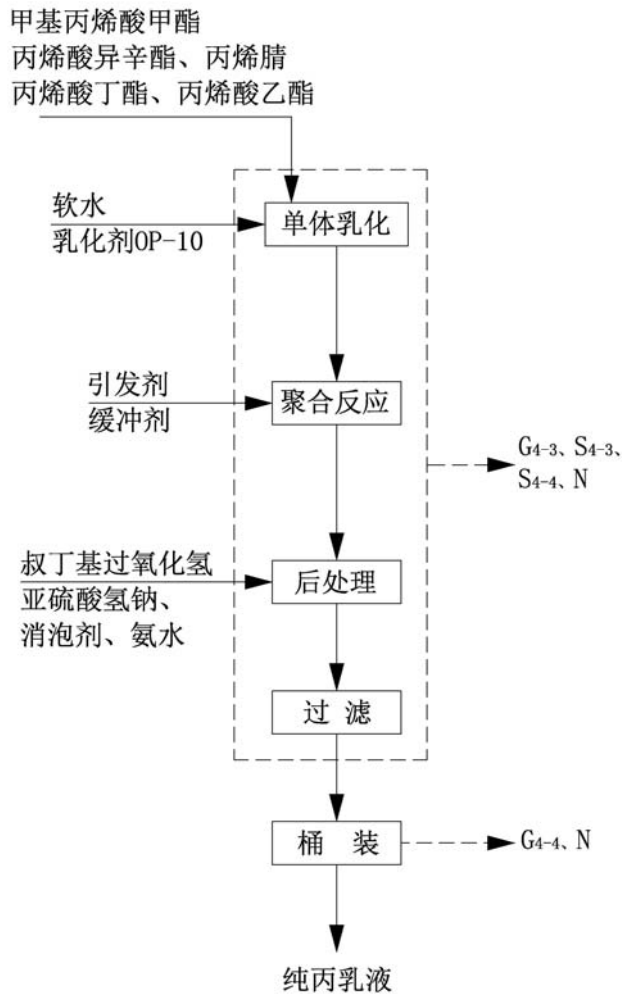 甲基丙烯酸甲酯
丙烯酸异辛酯、丙烯腈
丙烯酸丁酯、丙烯酸乙酯
软水
乳化剂OP-10
单体乳化
引发剂
缓冲剂
聚合反应
G4-3、S4-3、
S4-4、N
叔丁基过氧化氢
亚硫酸氢钠、
消泡剂、氨水
后处理
过 滤
桶 装
G4-4、N
纯丙乳液